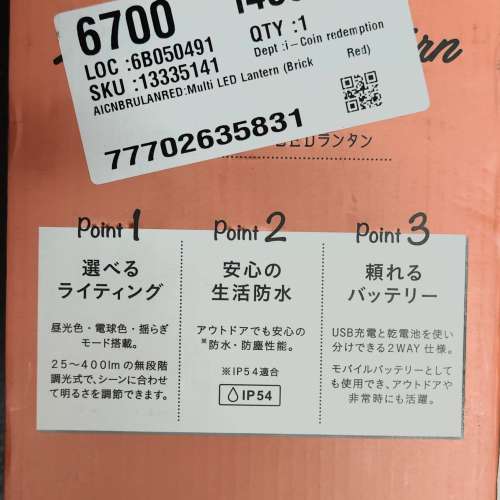 6700
LOC :6B050491
SKU :13335141
QTY :1
Dept :i-Coin redemption
AICNBRULANRED:Multi LED Lantern (Brick Red)
77702635831
LEDランタン
Point 1
選べる
ライティング
昼光色・電球色・揺らぎ
モード搭載。
25〜400lmの無段階
調光式で、シーンに合わせ
て明るさを調節できます。
Point 2
安心の
生活防水
アウトドアでも安心の
※防水・防塵性能。
※IP54適合
IP54
Point 3
頼れる
バッテリー
USB充電と乾電池を使い
分けできる2WAY仕様。
モバイルバッテリーとして
も使用でき、アウトドアや
非常時にも活躍。